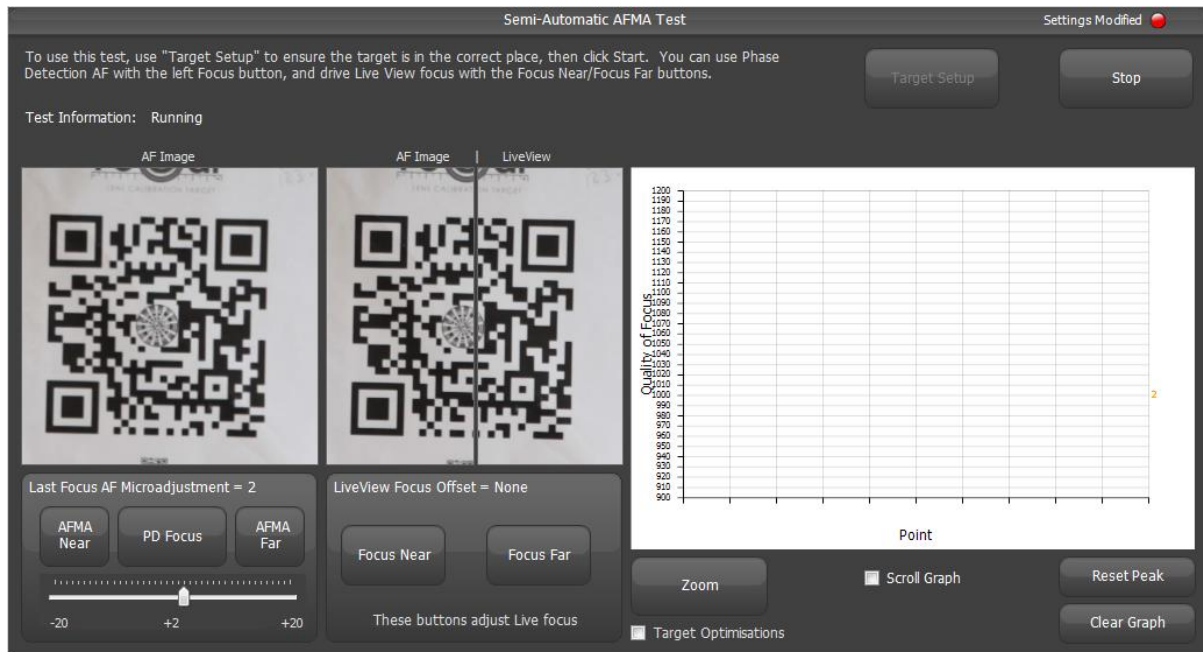 Semi-Automatic AFMA Test
Settings Modified
To use this test, use "Target Setup" to ensure the target is in the correct place, then click Start. You can use Phase
Detection AF with the left Focus button, and drive Live View focus with the Focus Near/Focus Far buttons.
Target Setup
Stop
Test Information: Running
AF Image
AF Image | LiveView
LENS CALIBRATION TARGET
LENS CALIBRATION TARGET
Last Focus AF Microadjustment = 2
AFMA
Near
PD Focus
AFMA
Far
-20
+2
+20
LiveView Focus Offset = None
Focus Near
Focus Far
These buttons adjust Live focus
Quality of Focus
1200
1190
1180
1170
1160
1150
1140
1130
1120
1110
1100
1090
1080
1070
1060
1050
1040
1030
1020
1010
1000
990
980
970
960
950
940
930
920
910
900
2
Point
Zoom
Scroll Graph
Reset Peak
Target Optimisations
Clear Graph